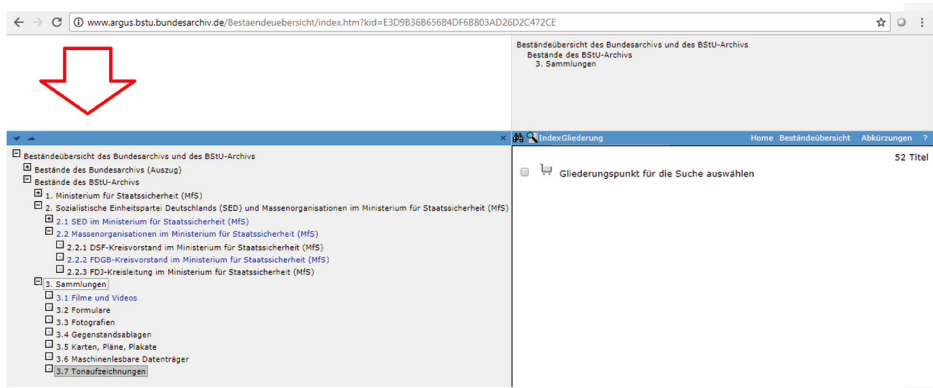 www.argus.bstu.bundesarchiv.de/Bestaendeuebersicht/index.htm?kid=E3D9B36B656B4DF6B803AD26D2C472CE
Beständeübersicht des Bundesarchivs und des BStU-Archivs
Bestände des BStU-Archivs
3. Sammlungen
IndexGliederung Home Beständeübersicht Abkürzungen ?
Beständeübersicht des Bundesarchivs und des BStU-Archivs
Bestände des Bundesarchivs (Auszug)
Bestände des BStU-Archivs
1. Ministerium für Staatssicherheit (MfS)
2. Sozialistische Einheitspartei Deutschlands (SED) und Massenorganisationen im Ministerium für Staatssicherheit (MfS)
2.1 SED im Ministerium für Staatssicherheit (MfS)
2.2 Massenorganisationen im Ministerium für Staatssicherheit (MfS)
2.2.1 DSF-Kreisvorstand im Ministerium für Staatssicherheit (MfS)
2.2.2 FDGB-Kreisvorstand im Ministerium für Staatssicherheit (MfS)
2.2.3 FDJ-Kreisleitung im Ministerium für Staatssicherheit (MfS)
3. Sammlungen
3.1 Filme und Videos
3.2 Formulare
3.3 Fotografien
3.4 Gegenstandsablagen
3.5 Karten, Pläne, Plakate
3.6 Maschinenlesbare Datenträger
3.7 Tonaufzeichnungen
52 Titel
Gliederungspunkt für die Suche auswählen